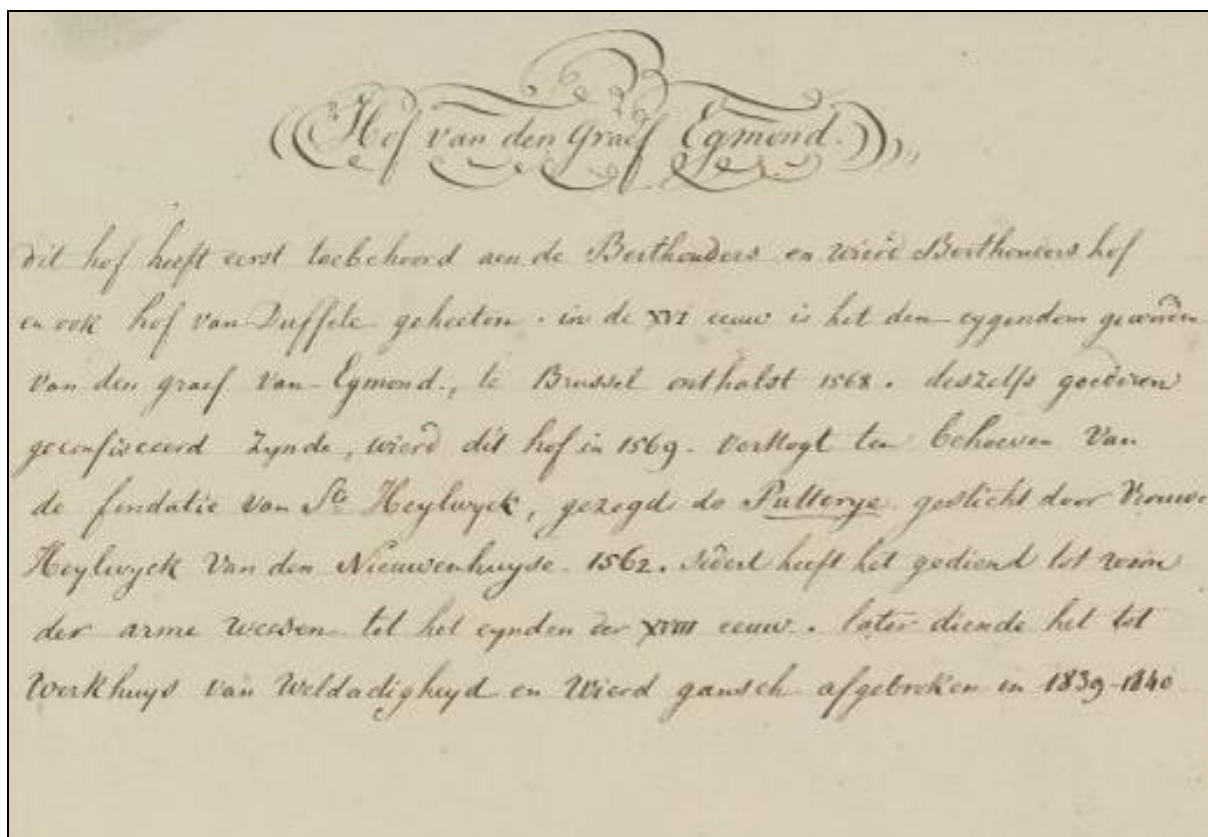 Hof van den Graef Egmond.
dit hof heeft eerst toebehoord aen de Berthouders en wierd Berthouders hof
en ook hof van Duffele geheeten. in de XVI eeuw is het den eygendom geworden
van den graef van Egmond, te Brussel onthalst 1568. deszelfs goederen
geconfisceerd zynde, wierd dit hof in 1569. verkogt ten behoeven van
de fondatie van Ste Heylwyck, gezegd de Putterye gesticht door Vrouwe
Heylwyck van den Nieuwenhuyse 1562. sedert heeft het gediend tot woon
der arme weesen tot het eynden der XVIII eeuw. later diende het tot
Werkhuys van Weldadigheyd en Wierd gansch afgebroken in 1839-1840